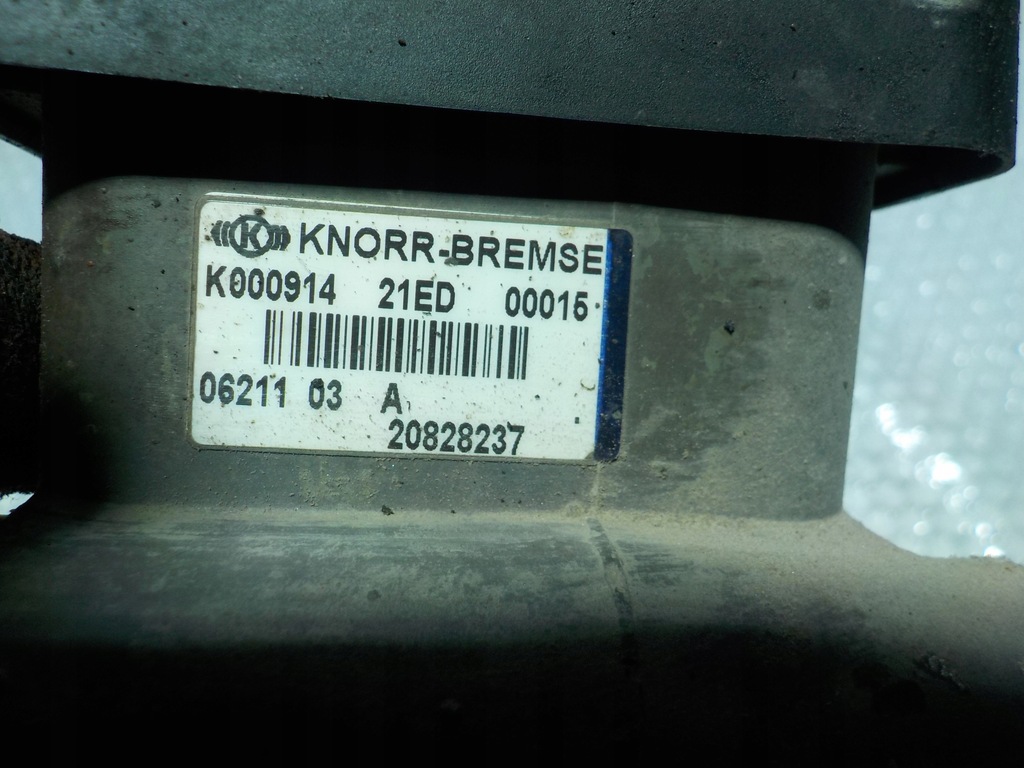 K KNORR-BREMSE
K000914 21ED 00015
06211 03 A
20828237